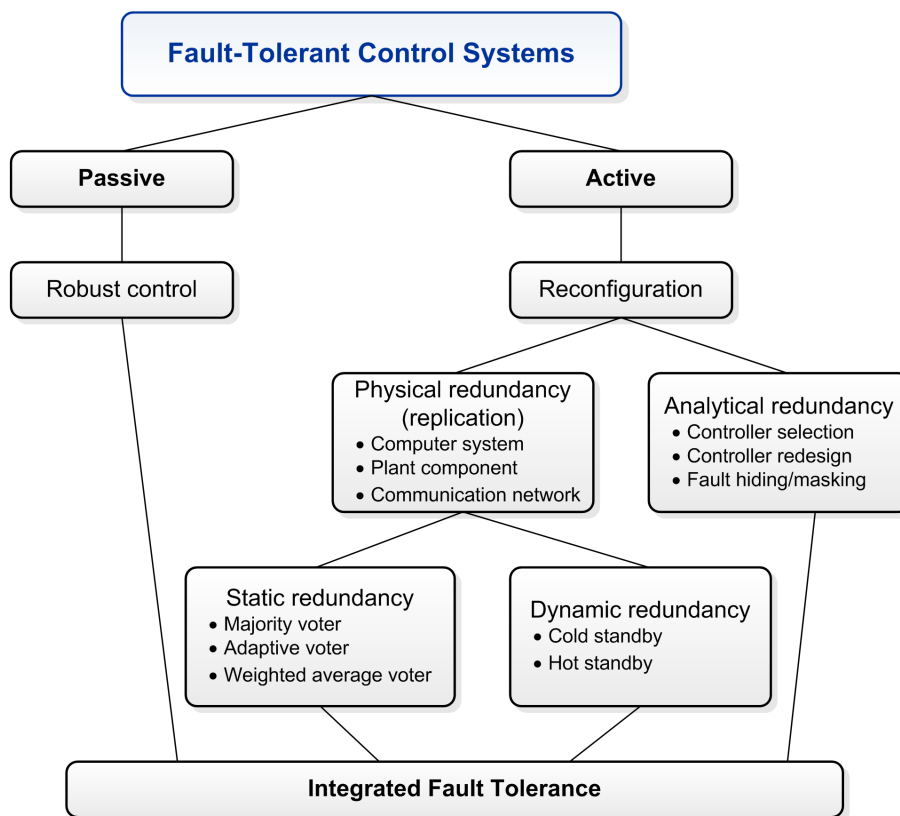 Fault-Tolerant Control Systems
Passive
Active
Robust control
Reconfiguration
Physical redundancy
(replication)
• Computer system
• Plant component
• Communication network
Analytical redundancy
• Controller selection
• Controller redesign
• Fault hiding/masking
Static redundancy
• Majority voter
• Adaptive voter
• Weighted average voter
Dynamic redundancy
• Cold standby
• Hot standby
Integrated Fault Tolerance